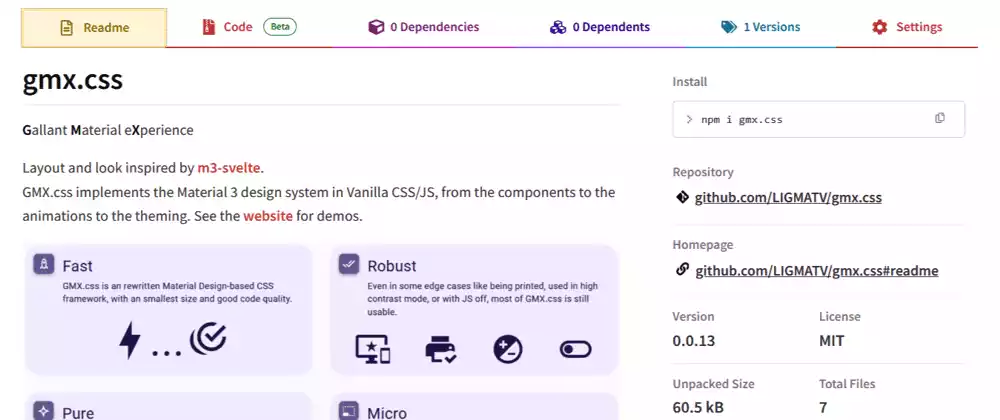 Readme
Code
Beta
0 Dependencies
0 Dependents
1 Versions
Settings
gmx.css
Gallant Material eXperience
Layout and look inspired by m3-svelte.
GMX.css implements the Material 3 design system in Vanilla CSS/JS, from the components to the
animations to the theming. See the website for demos.
Fast
GMX.css is an rewritten Material Design-based CSS
framework, with an smallest size and good code quality.
Robust
Even in some edge cases like being printed, used in high
contrast mode, or with JS off, most of GMX.css is still
usable.
Pure
Micro
Install
> npm i gmx.css
Repository
github.com/LIGMATV/gmx.css
Homepage
github.com/LIGMATV/gmx.css#readme
Version
License
0.0.13
MIT
Unpacked Size
Total Files
60.5 kB
7